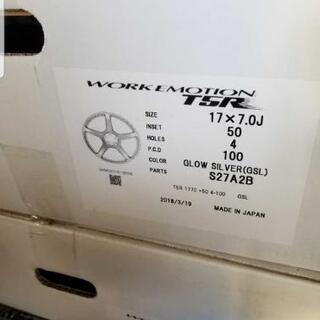 WORK EMOTION
TSR
SIZE 17×7.0J
INSET 50
HOLES 4
P.C.D 100
COLOR GLOW SILVER(GSL)
PARTS S27A2B
TSR 1770 +50 4-100 GSL
2018/3/19 MADE IN JAPAN